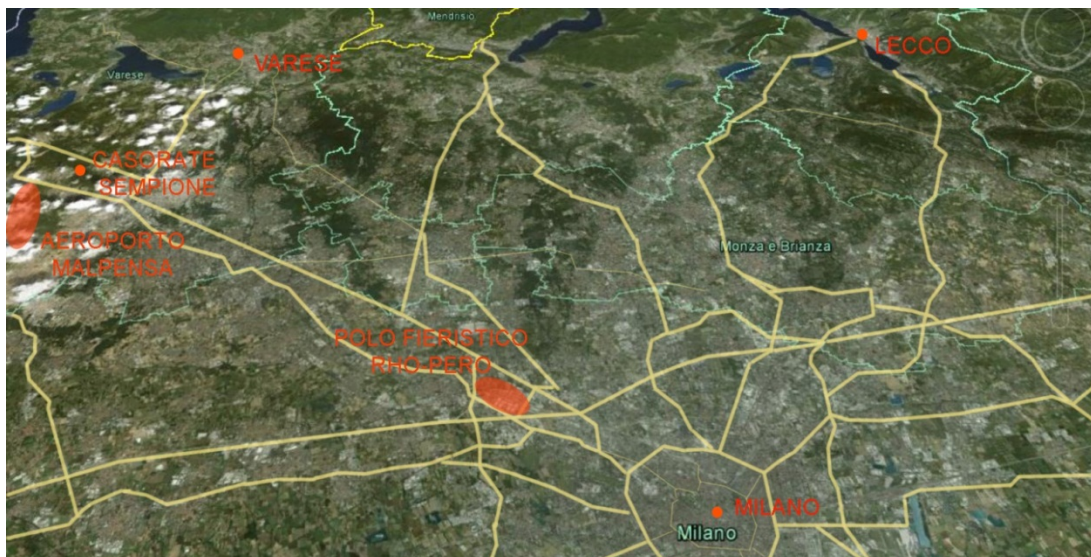 Mendrisio
LECCO
VARESE
Varese
CASORATE
SEMPIONE
AEROPORTO
MALPENSA
Monza e Brianza
POLO FIERISTICO
RHO-PERO
MILANO
Milano